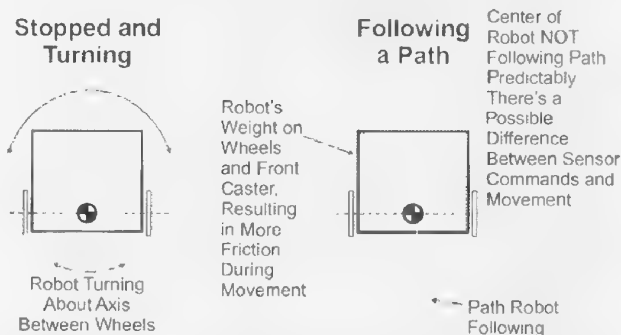 Stopped and
Turning
Robot Turning
About Axis
Between Wheels
Robot's
Weight on
Wheels
and Front
Caster,
Resulting
in More
Friction
During
Movement
Following
a Path
Center of
Robot NOT
Following Path
Predictably
There's a
Possible
Difference
Between Sensor
Commands and
Movement
Path Robot
Following